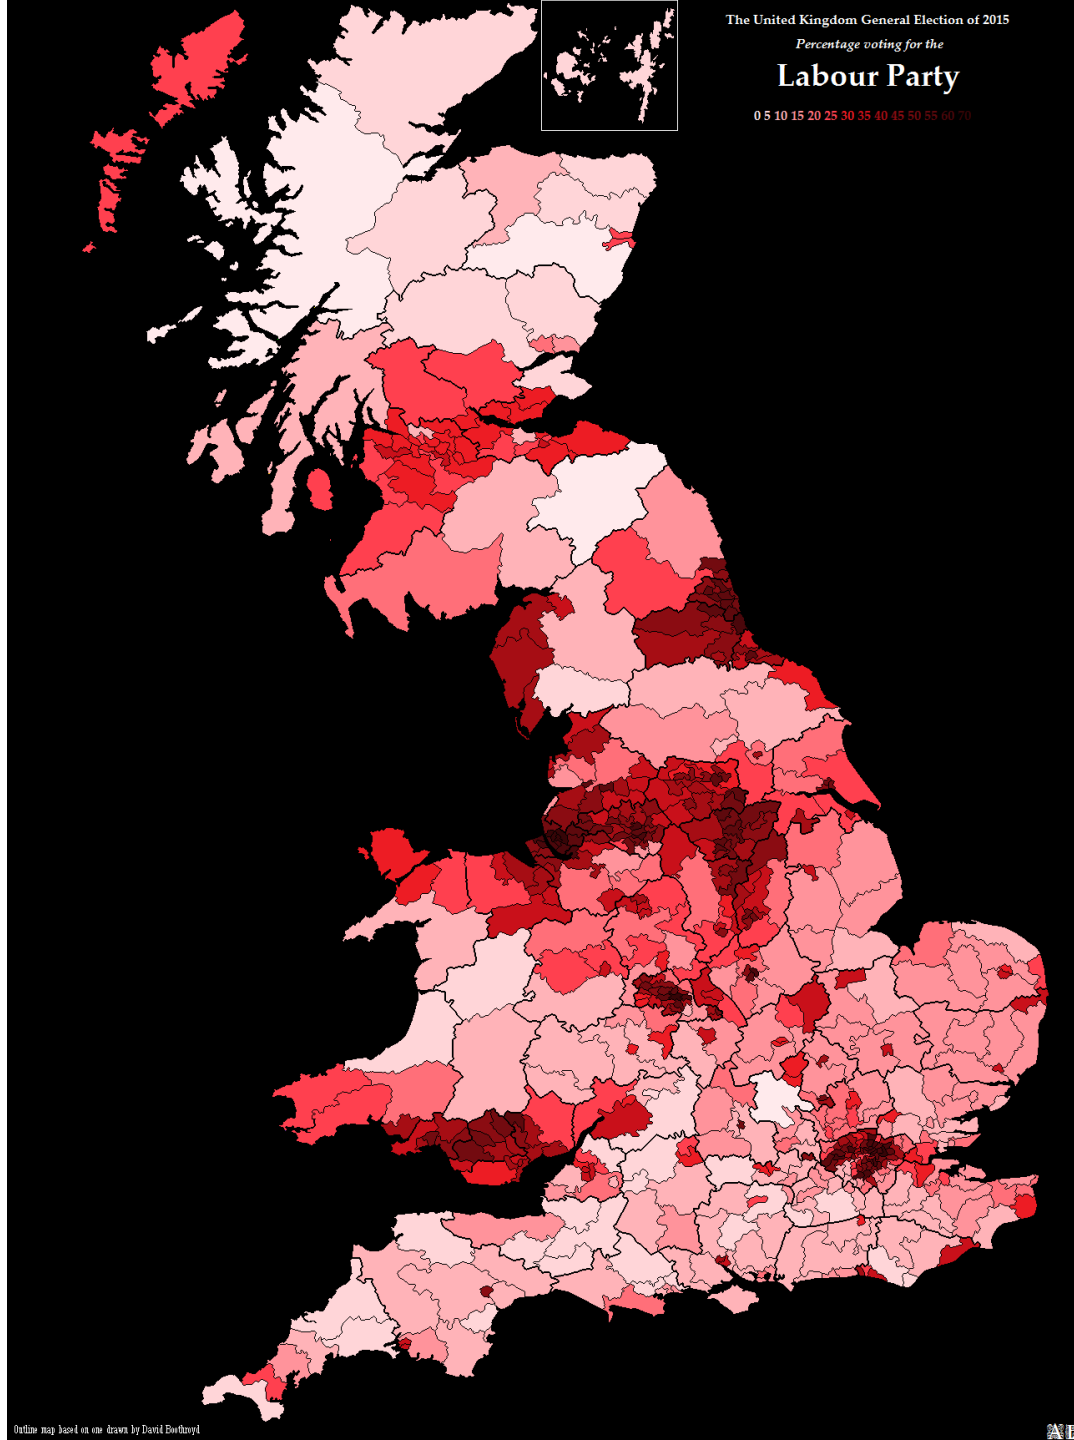 The United Kingdom General Election of 2015
Percentage voting for the
Labour Party
0 5 10 15 20 25 30 35 40 45 50 55 60 70
Outline map based on one drawn by David Boothroyd